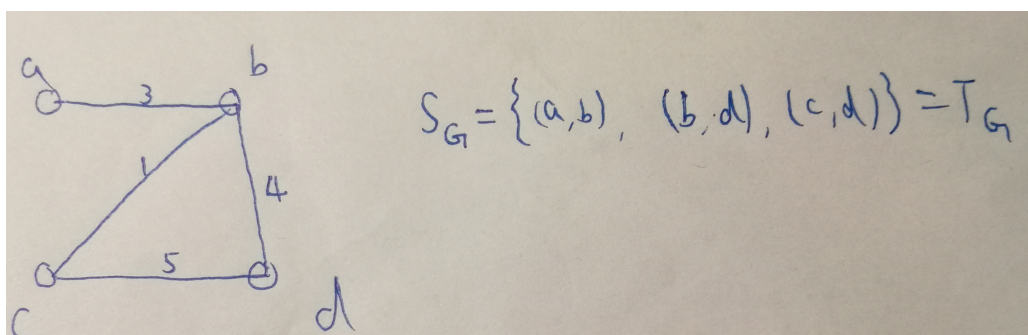 a
b
3
S_G = {(a,b), (b,d), (c,d)} = T_G
1
4
5
c
d